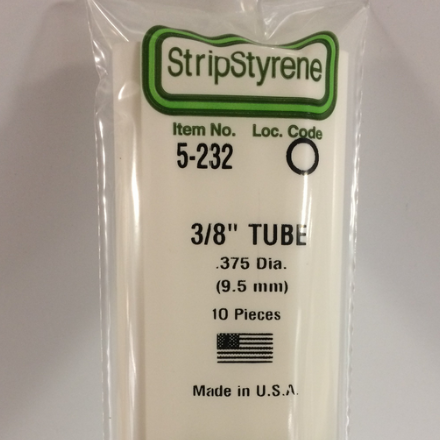 StripStyrene
Item No. Loc. Code
5-232 O
3/8" TUBE
.375 Dia.
(9.5 mm)
10 Pieces
Made in U.S.A.